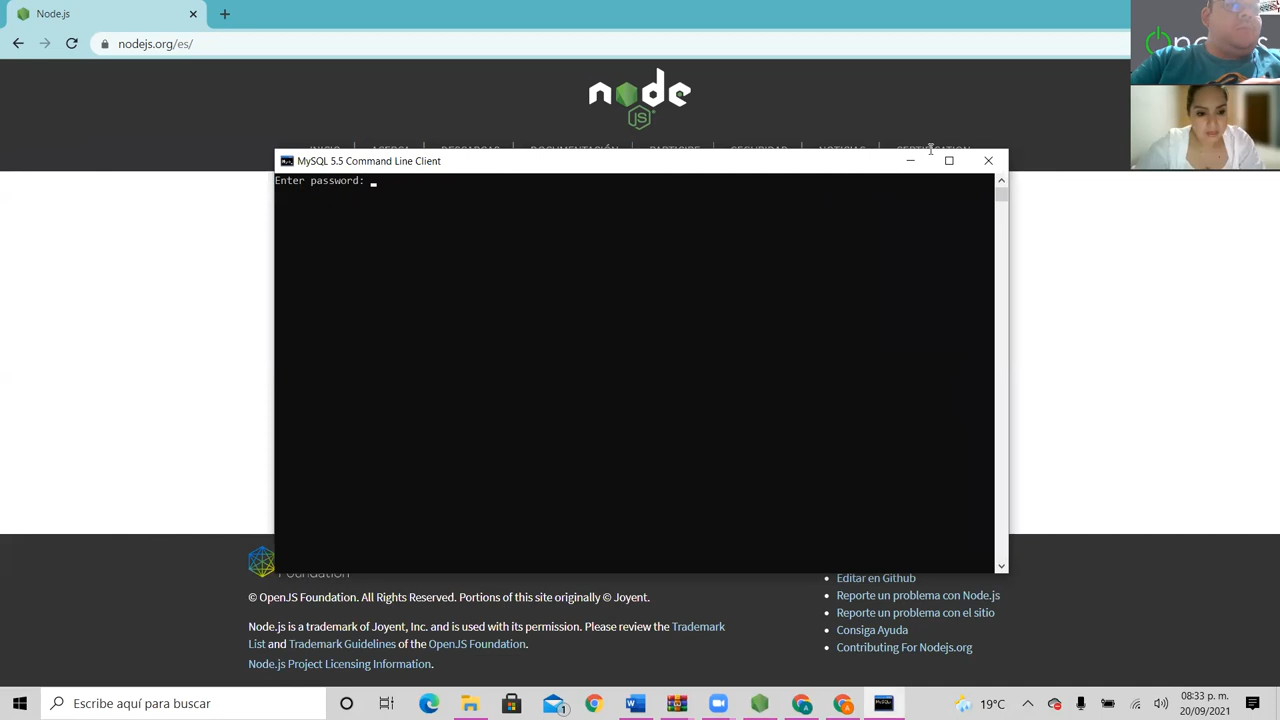 Node.js
nodejs.org/es/
node
JS
MySQL 5.5 Command Line Client
Enter password:
© OpenJS Foundation. All Rights Reserved. Portions of this site originally © Joyent.
Node.js is a trademark of Joyent, Inc. and is used with its permission. Please review the Trademark
List and Trademark Guidelines of the OpenJS Foundation.
Node.js Project Licensing Information.
Editar en Github
Reporte un problema con Node.js
Reporte un problema con el sitio
Consiga Ayuda
Contributing For Nodejs.org
Escribe aquí para buscar
1
A
A
19°C
08:33 p. m.
20/09/2021